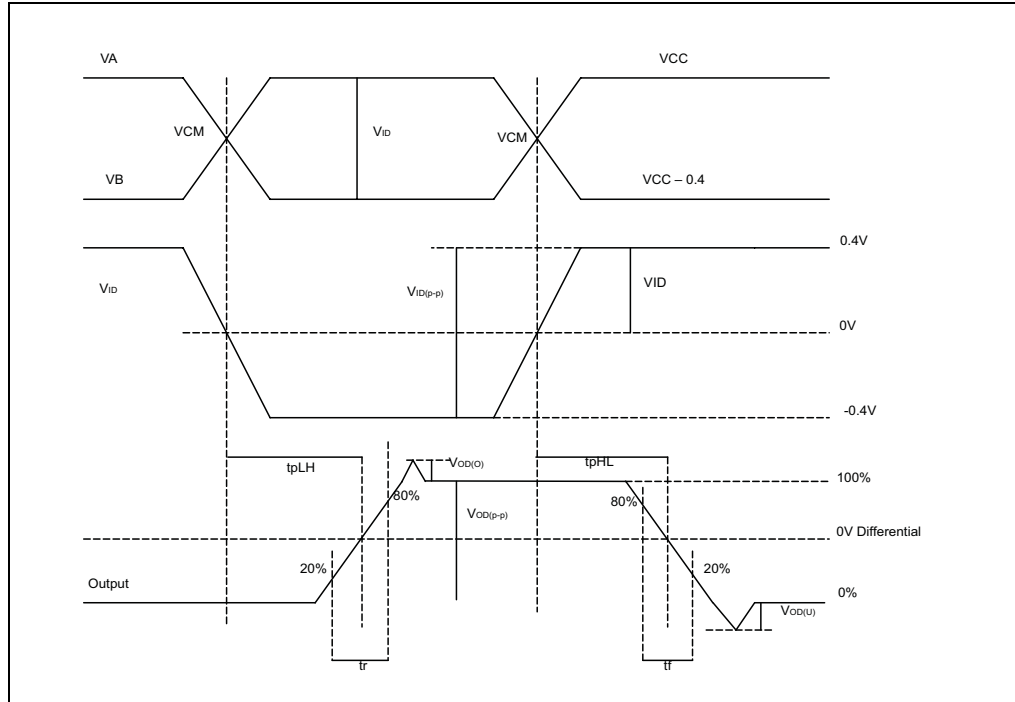 VA
VCC
VCM
VID
VCM
VB
VCC – 0.4
0.4V
VID
VID(p-p)
VID
0V
-0.4V
tpLH
VOD(O)
tpHL
100%
80%
80%
VOD(p-p)
0V Differential
20%
20%
Output
0%
VOD(U)
tr
tf